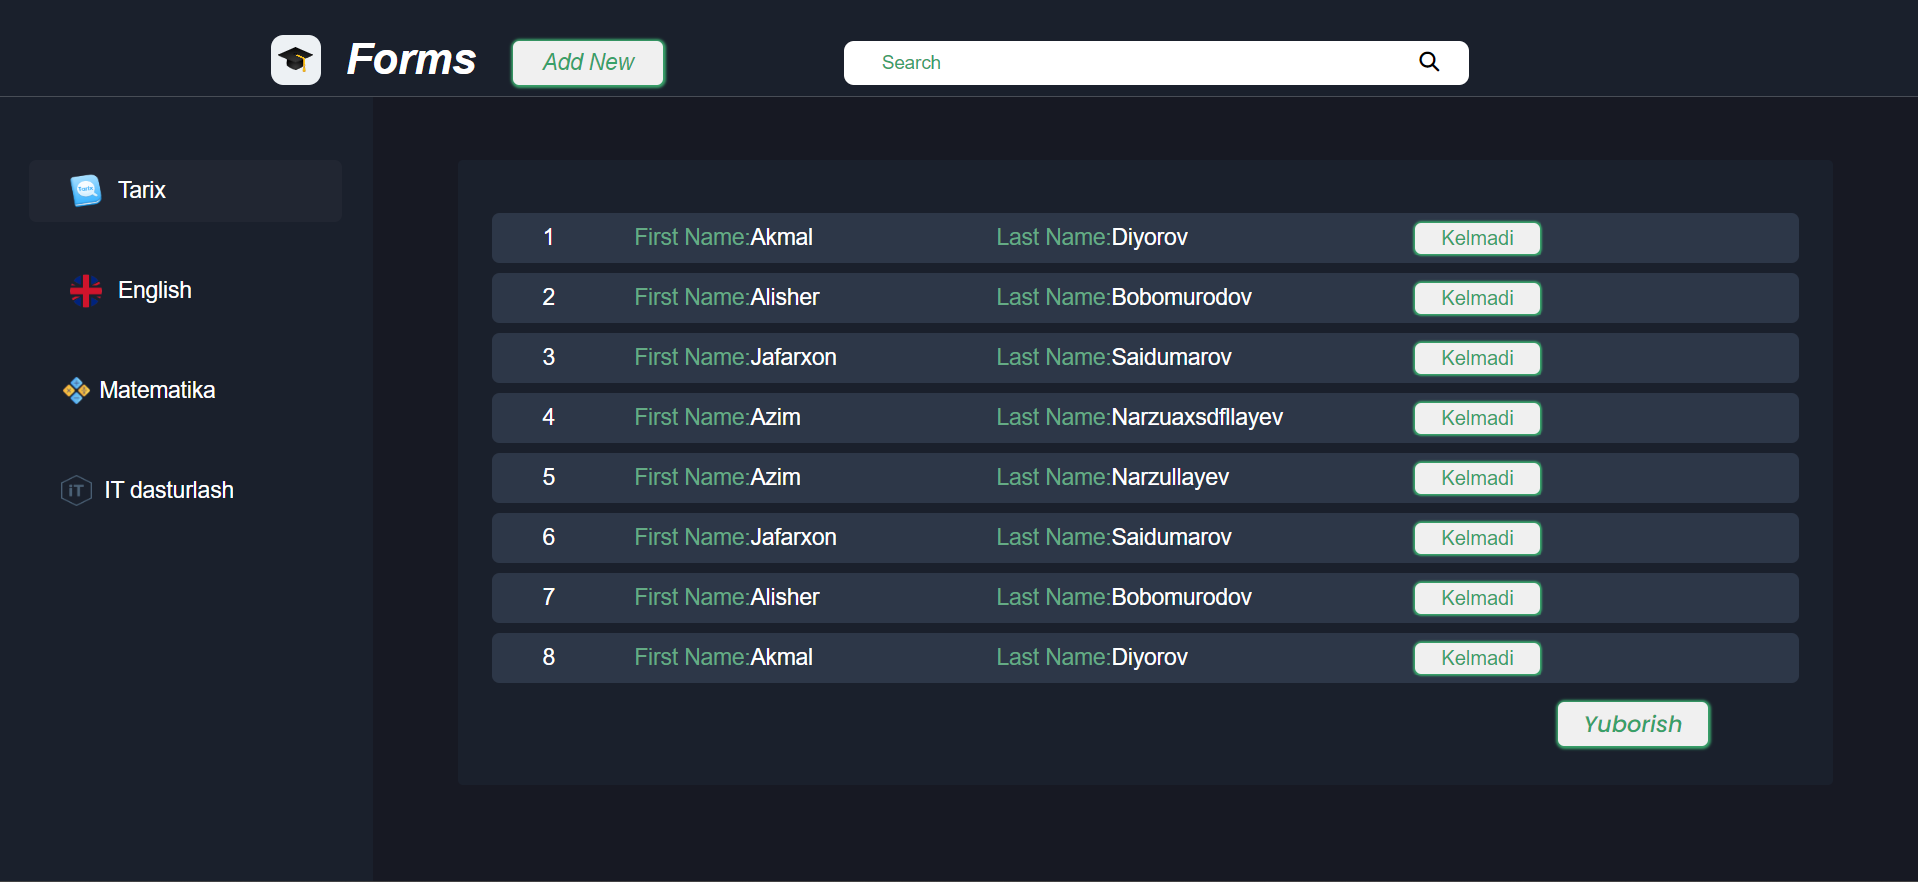 Forms Add New Search
Tarix
English
Matematika
iT IT dasturlash
1 First Name:Akmal Last Name:Diyorov Kelmadi
2 First Name:Alisher Last Name:Bobomurodov Kelmadi
3 First Name:Jafarxon Last Name:Saidumarov Kelmadi
4 First Name:Azim Last Name:Narzuaxsdfllayev Kelmadi
5 First Name:Azim Last Name:Narzullayev Kelmadi
6 First Name:Jafarxon Last Name:Saidumarov Kelmadi
7 First Name:Alisher Last Name:Bobomurodov Kelmadi
8 First Name:Akmal Last Name:Diyorov Kelmadi
Yuborish